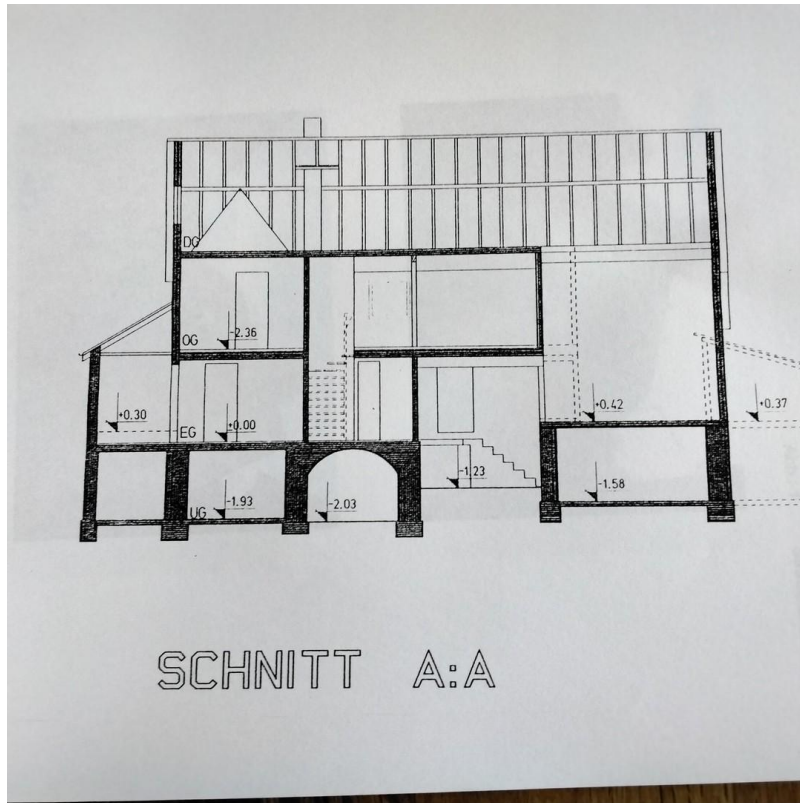 DG
OG
-2.36
+0.30
EG
+0.00
+0.42
+0.37
-1.23
-1.58
UG
-1.93
-2.03
SCHNITT A:A